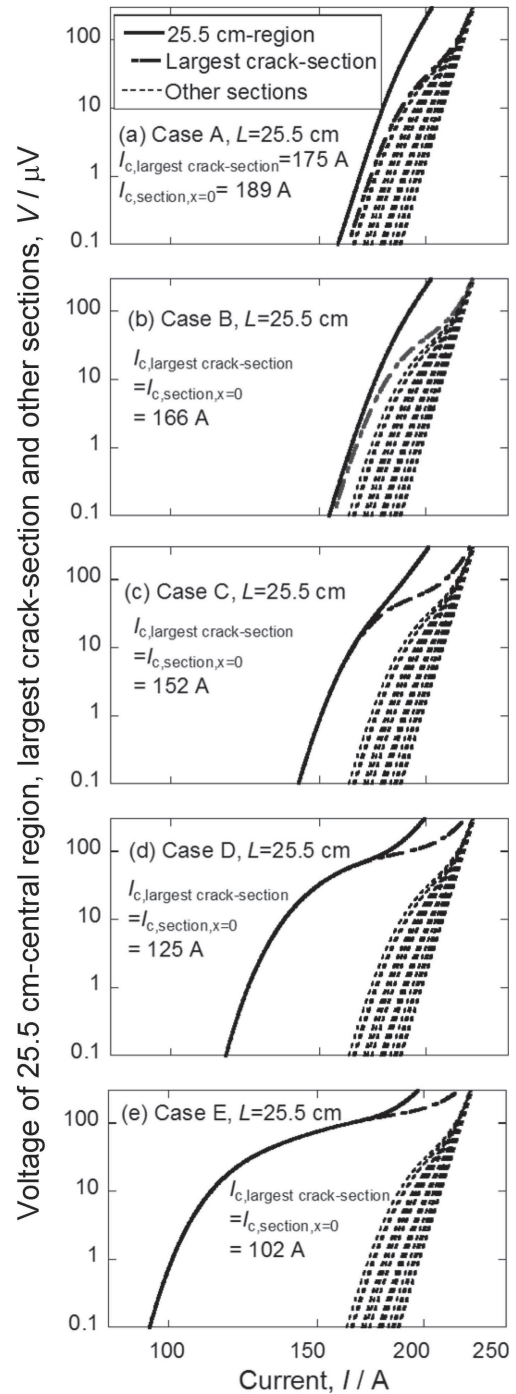 Voltage of 25.5 cm-central region, largest crack-section and other sections, V / μV
100
10
1
0.1
25.5 cm-region
Largest crack-section
Other sections
(a) Case A, L=25.5 cm
Ic,largest crack-section=175 A
Ic,section,x=0= 189 A
100
10
1
0.1
(b) Case B, L=25.5 cm
Ic,largest crack-section
=Ic,section,x=0
= 166 A
100
10
1
0.1
(c) Case C, L=25.5 cm
Ic,largest crack-section
=Ic,section,x=0
= 152 A
100
10
1
0.1
(d) Case D, L=25.5 cm
Ic,largest crack-section
=Ic,section,x=0
= 125 A
100
10
1
0.1
(e) Case E, L=25.5 cm
Ic,largest crack-section
=Ic,section,x=0
= 102 A
100 150 200 250
Current, I / A